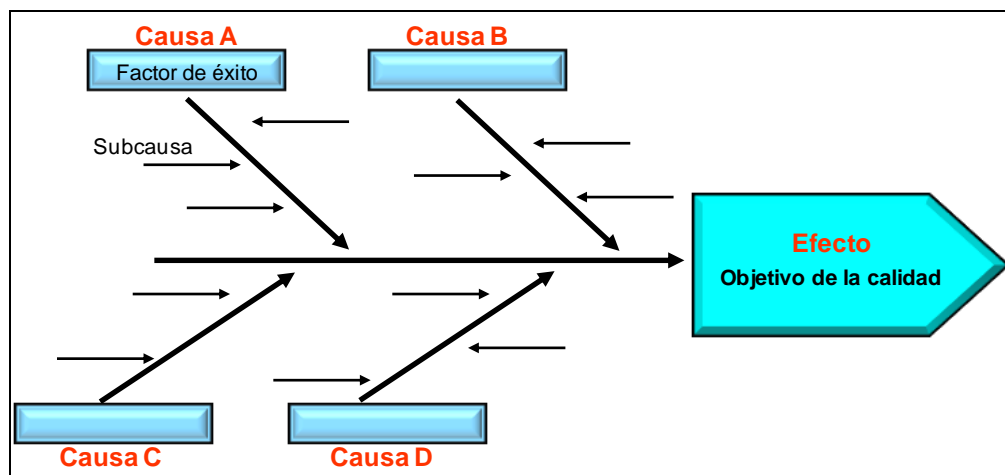 Causa A
Causa B
Factor de éxito
Subcausa
Efecto
Objetivo de la calidad
Causa C
Causa D